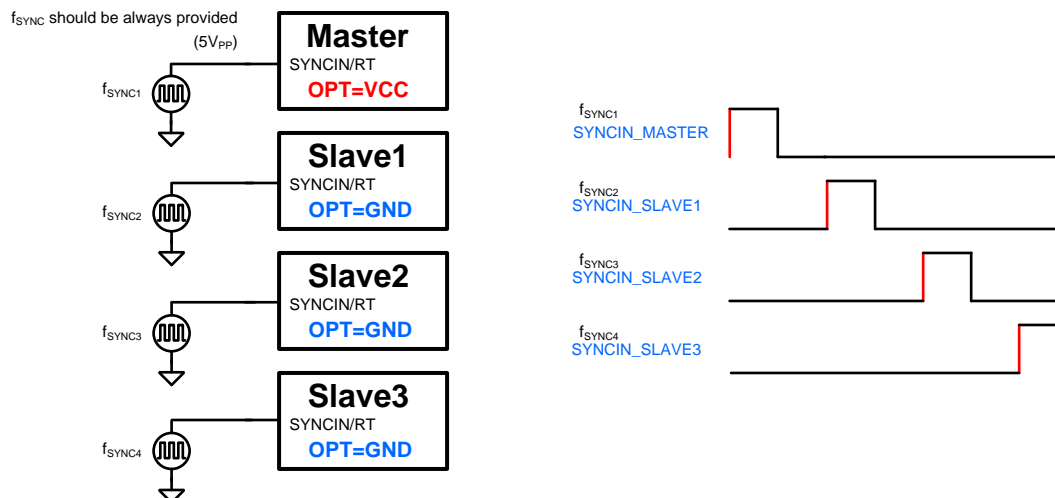 fSYNC should be always provided
(5VPP)
Master
SYNCIN/RT
OPT=VCC
fSYNC1
Slave1
SYNCIN/RT
OPT=GND
fSYNC2
Slave2
SYNCIN/RT
OPT=GND
fSYNC3
Slave3
SYNCIN/RT
OPT=GND
fSYNC4
fSYNC1
SYNCIN_MASTER
fSYNC2
SYNCIN_SLAVE1
fSYNC3
SYNCIN_SLAVE2
fSYNC4
SYNCIN_SLAVE3